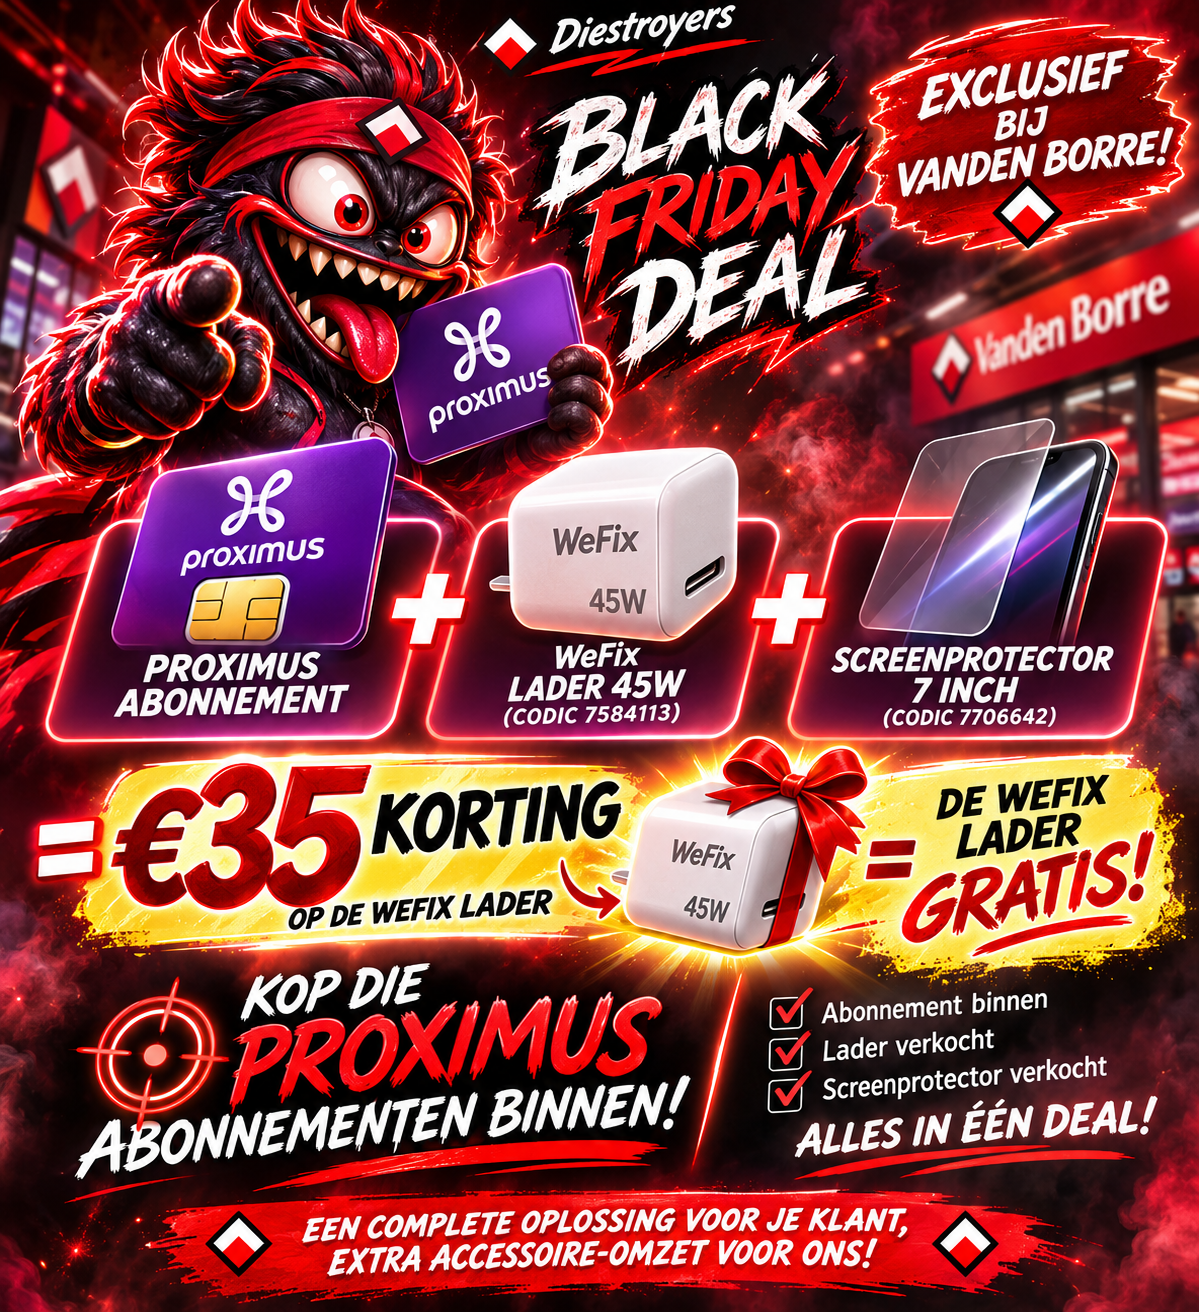 Diestroyers
BLACK
FRIDAY
DEAL
EXCLUSIEF
BIJ
VANDEN BORRE!
Vanden Borre
proximus
proximus
PROXIMUS
ABONNEMENT
WeFix
45W
WeFix
LADER 45W
(CODIC 7584113)
SCREENPROTECTOR
7 INCH
(CODIC 7706642)
+
+
= €35 KORTING
OP DE WEFIX LADER
WeFix
45W
=
DE WEFIX
LADER
GRATIS!
KOP DIE
PROXIMUS
ABONNEMENTEN BINNEN!
Abonnement binnen
Lader verkocht
Screenprotector verkocht
ALLES IN ÉÉN DEAL!
EEN COMPLETE OPLOSSING VOOR JE KLANT,
EXTRA ACCESSOIRE-OMZET VOOR ONS!